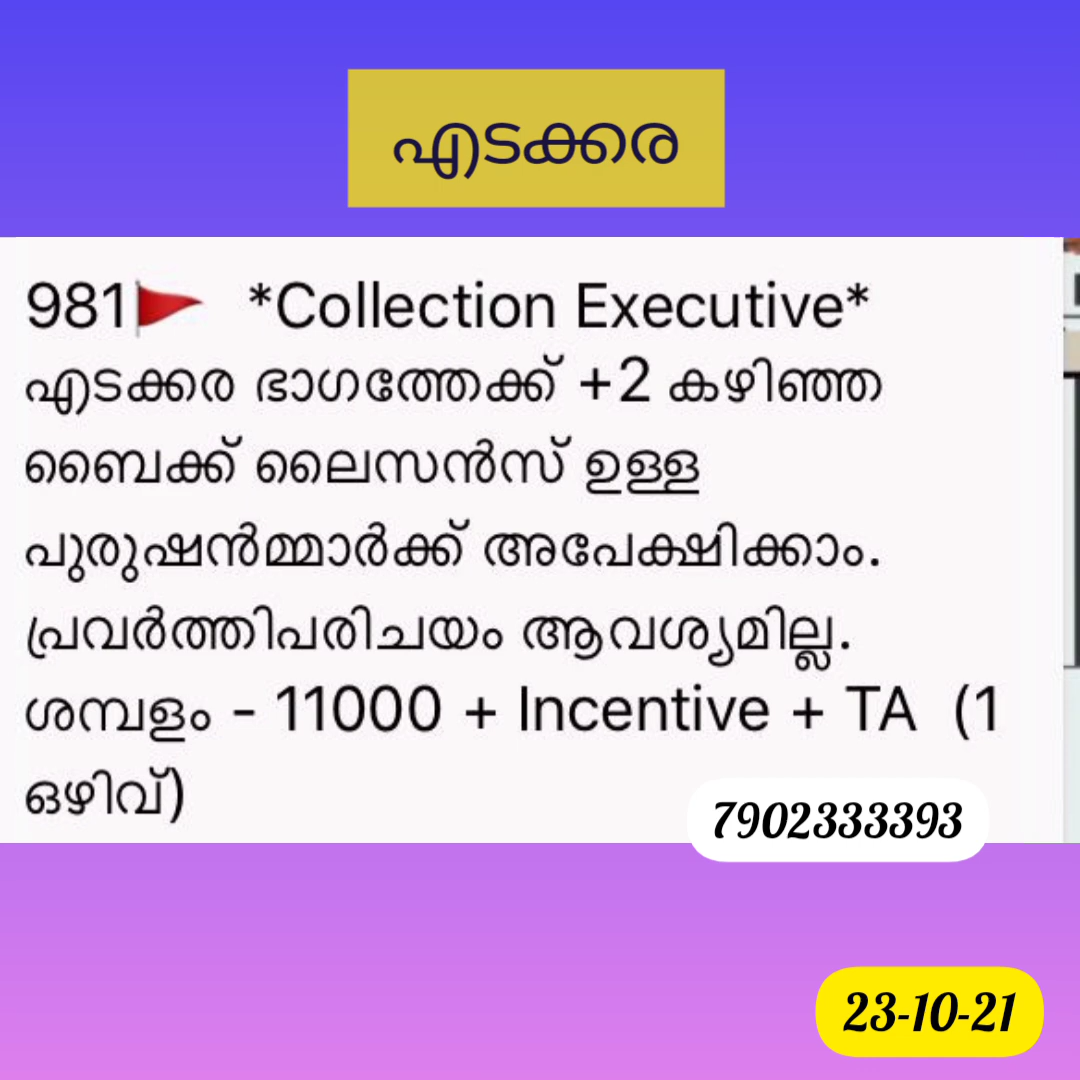 എടക്കര
981🚩 *Collection Executive*
എടക്കര ഭാഗത്തേക്ക് +2 കഴിഞ്ഞ
ബൈക്ക് ലൈസൻസ് ഉള്ള
പുരുഷൻമ്മാർക്ക് അപേക്ഷിക്കാം.
പ്രവർത്തിപരിചയം ആവശ്യമില്ല.
ശമ്പളം - 11000 + Incentive + TA (1
ഒഴിവ്)
7902333393
23-10-21